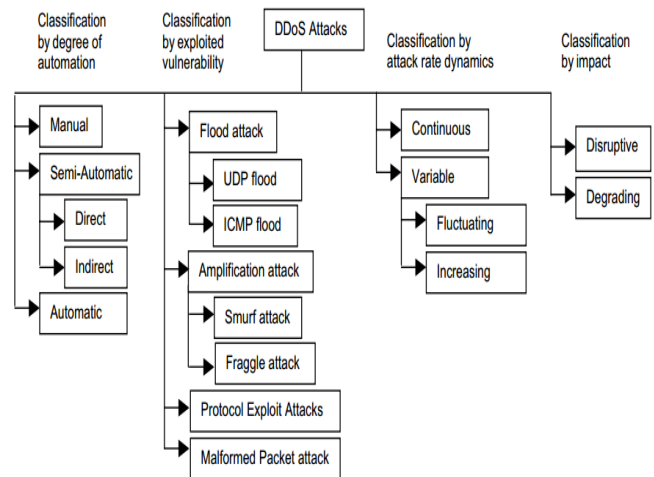 DDoS Attacks
Classification
by degree of
automation
Manual
Semi-Automatic
Direct
Indirect
Automatic
Classification
by exploited
vulnerability
Flood attack
UDP flood
ICMP flood
Amplification attack
Smurf attack
Fraggle attack
Protocol Exploit Attacks
Malformed Packet attack
Classification by
attack rate dynamics
Continuous
Variable
Fluctuating
Increasing
Classification
by impact
Disruptive
Degrading